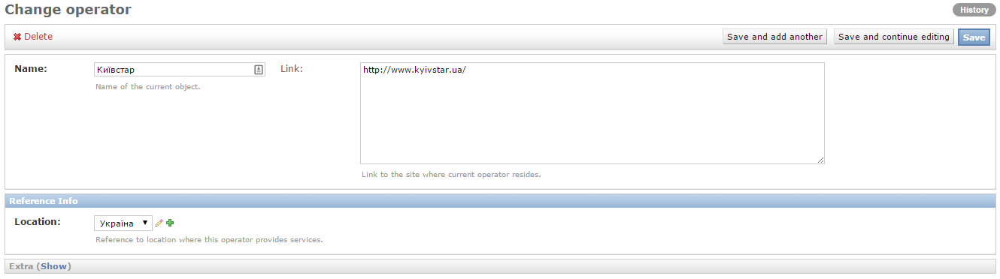 Change operator
History
Delete
Save and add another
Save and continue editing
Save
Name:
Київстар
Link:
http://www.kyivstar.ua/
Name of the current object.
Link to the site where current operator resides.
Reference Info
Location:
Україна
Reference to location where this operator provides services.
Extra (Show)